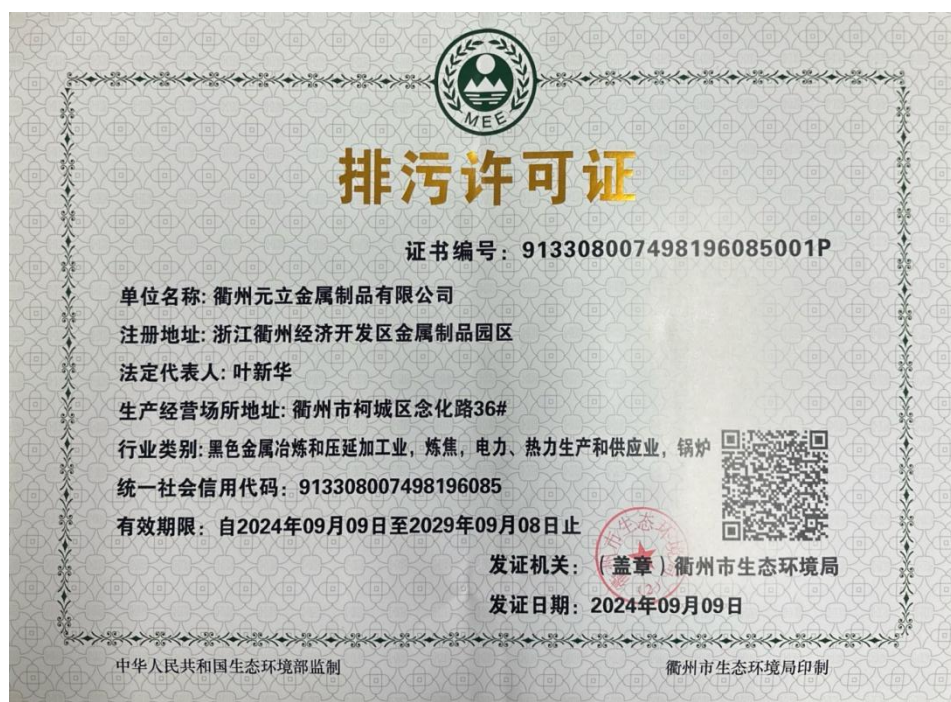 MEE
排污许可证
证书编号：913308007498196085001P
单位名称:衢州元立金属制品有限公司
注册地址:浙江衢州经济开发区金属制品园区
法定代表人:叶新华
生产经营场所地址:衢州市柯城区念化路36#
行业类别:黑色金属冶炼和压延加工业，炼焦，电力、热力生产和供应业，锅炉
统一社会信用代码：913308007498196085
有效期限：自2024年09月09日至2029年09月08日止
发证机关：（盖章）衢州市生态环境局
发证日期：2024年09月09日
中华人民共和国生态环境部监制
衢州市生态环境局印制